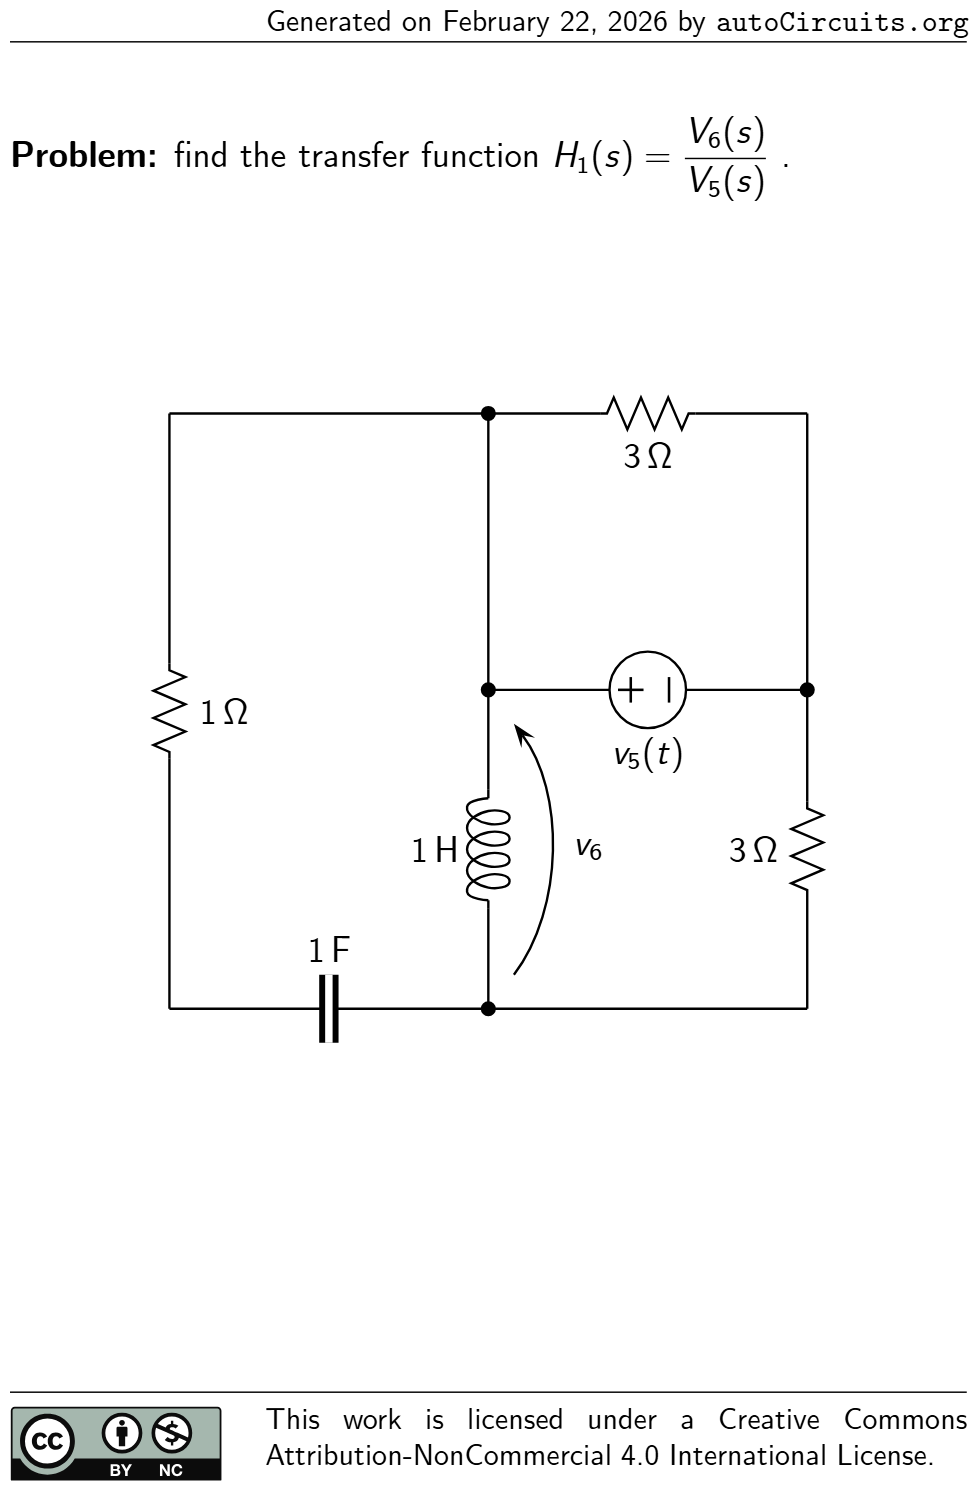 Generated on February 22, 2026 by autoCircuits.org
Problem: find the transfer function H₁(s) = V₆(s) / V₅(s) .
3 Ω
1 Ω
+ −
v₅(t)
1 H
v₆
3 Ω
1 F
This work is licensed under a Creative Commons
Attribution-NonCommercial 4.0 International License.
cc
BY NC